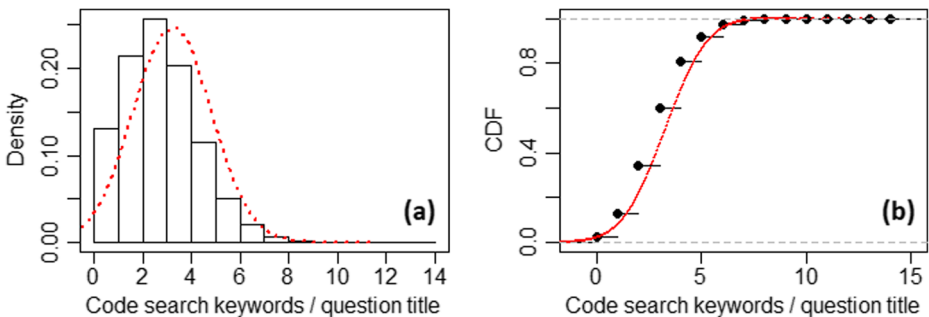 Density
0.00 0.10 0.20
0 2 4 6 8 10 12 14
Code search keywords / question title
(a)
CDF
0.0 0.4 0.8
0 5 10 15
Code search keywords / question title
(b)